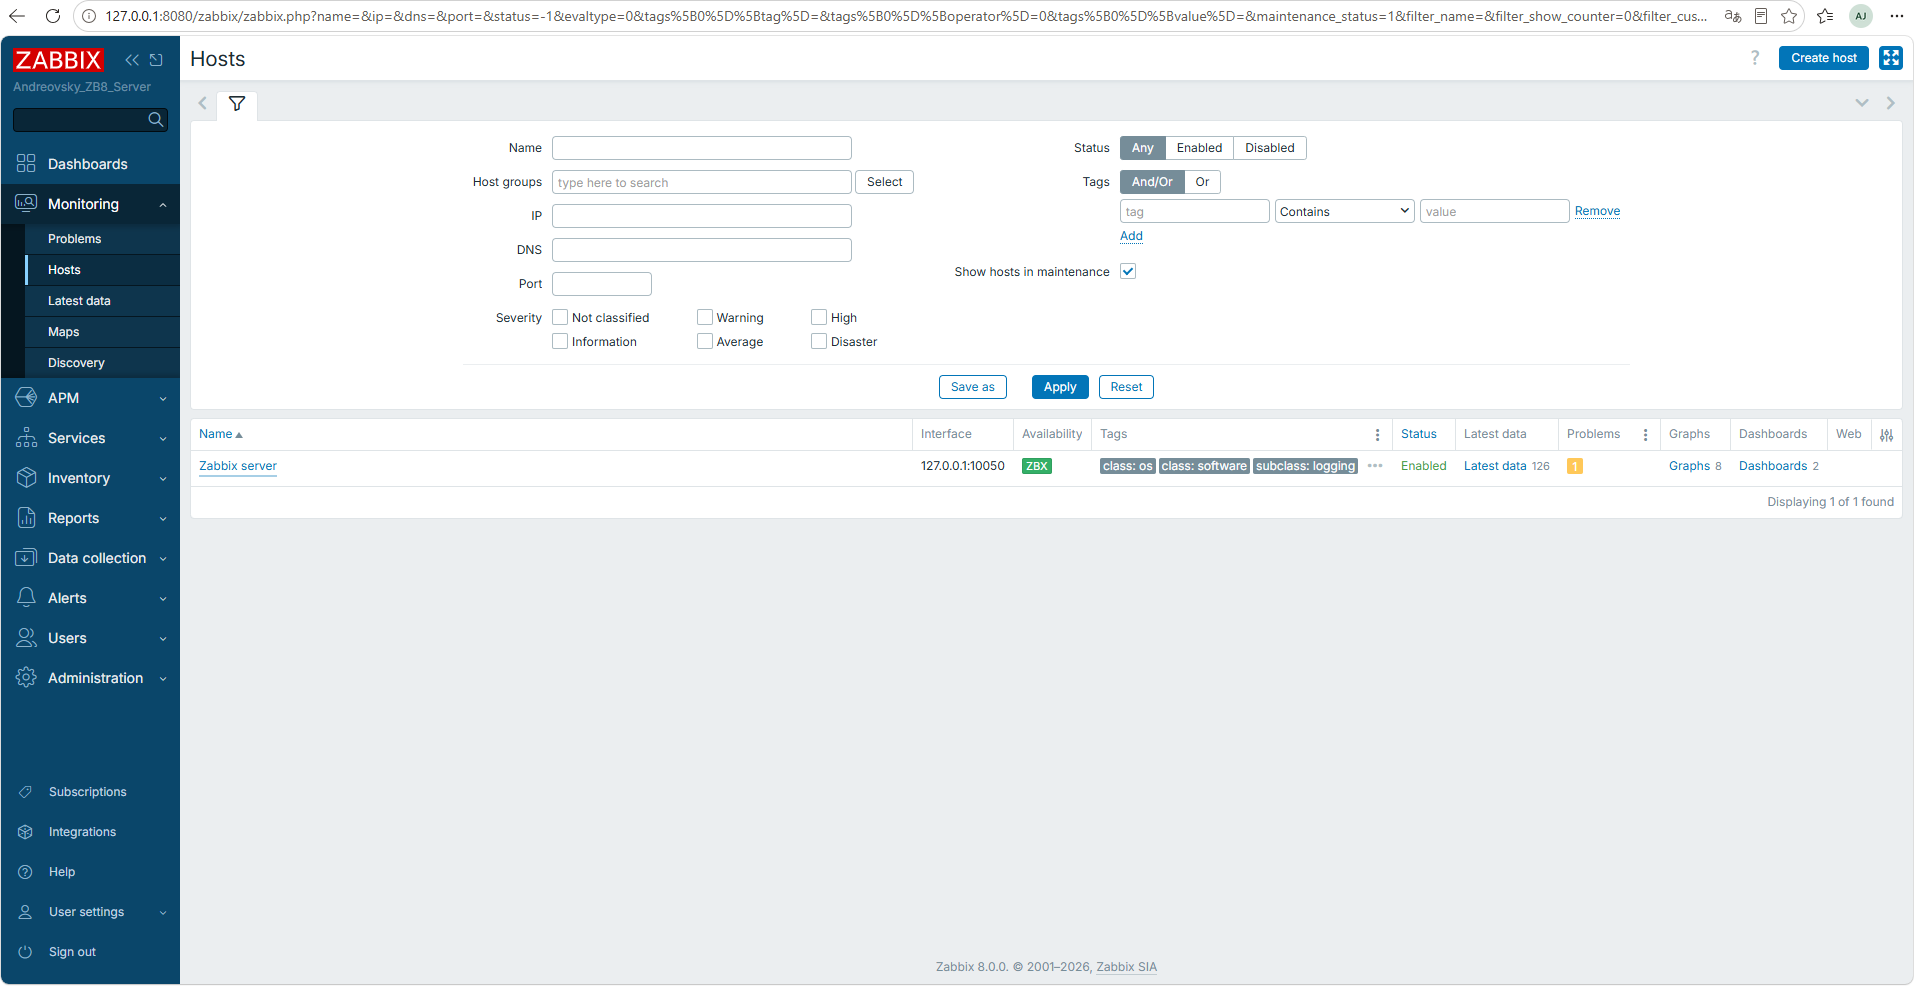 127.0.0.1:8080/zabbix/zabbix.php?name=&ip=&dns=&port=&status=-1&evaltype=0&tags%5B0%5D%5Btag%5D=&tags%5B0%5D%5Boperator%5D=0&tags%5B0%5D%5Bvalue%5D=&maintenance_status=1&filter_name=&filter_show_counter=0&filter_cus...
AJ
ZABBIX
Andreovsky_ZB8_Server
Dashboards
Monitoring
Problems
Hosts
Latest data
Maps
Discovery
APM
Services
Inventory
Reports
Data collection
Alerts
Users
Administration
Subscriptions
Integrations
Help
User settings
Sign out
Hosts
? Create host
Name
Host groups type here to search Select
IP
DNS
Port
Severity Not classified Warning High
Information Average Disaster
Status Any Enabled Disabled
Tags And/Or Or
tag Contains value Remove
Add
Show hosts in maintenance
Save as Apply Reset
Name Interface Availability Tags Status Latest data Problems Graphs Dashboards Web
Zabbix server 127.0.0.1:10050 ZBX class: os class: software subclass: logging Enabled Latest data 126 1 Graphs 8 Dashboards 2
Displaying 1 of 1 found
Zabbix 8.0.0. © 2001–2026, Zabbix SIA